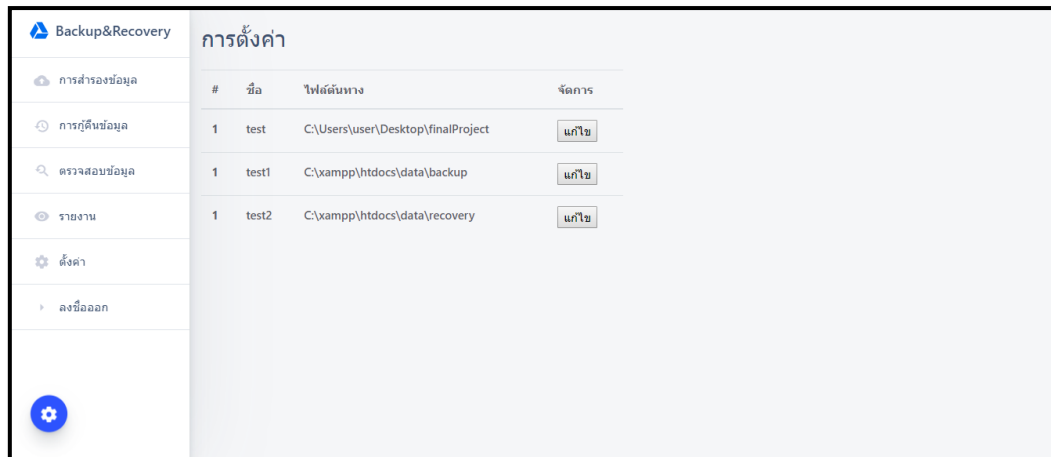 Backup&Recovery
การสำรองข้อมูล
การกู้คืนข้อมูล
ตรวจสอบข้อมูล
รายงาน
ตั้งค่า
ลงชื่อออก
การตั้งค่า
# ชื่อ ไฟล์ต้นทาง จัดการ
1 test C:\Users\user\Desktop\finalProject แก้ไข
1 test1 C:\xampp\htdocs\data\backup แก้ไข
1 test2 C:\xampp\htdocs\data\recovery แก้ไข